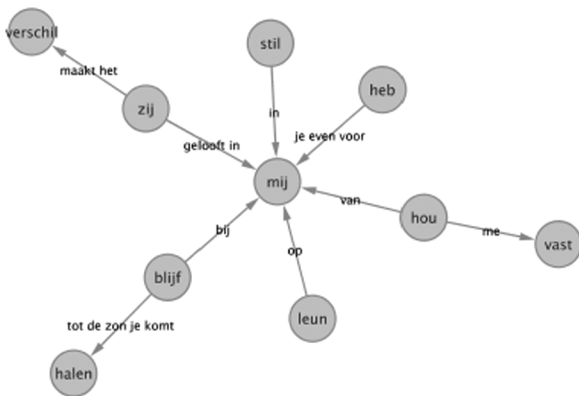 verschil
stil
maakt het
heb
zij
in
je even voor
gelooft in
mij
van
hou
bij
me
op
vast
blijf
leun
tot de zon je komt
halen